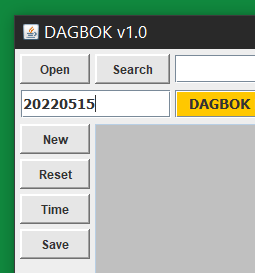 DAGBOK v1.0
Open Search
20220515 DAGBOK
New
Reset
Time
Save